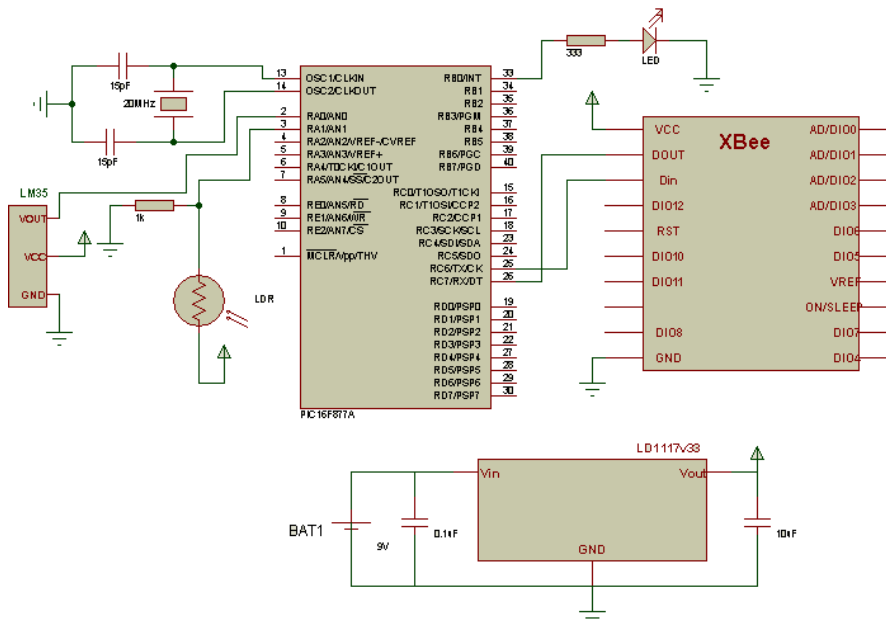 15pF
20MHz
15pF
LM35
VOUT
VCC
GND
1k
LDR
13 OSC1/CLKIN
14 OSC2/CLKOUT
2 RA0/AN0
3 RA1/AN1
4 RA2/AN2/VREF-/CVREF
5 RA3/AN3/VREF+
6 RA4/T0CKI/C1OUT
7 RA5/AN4/SS/C2OUT
8 RE0/AN5/RD
9 RE1/AN6/WR
10 RE2/AN7/CS
1 MCLR/Vpp/THV
RB0/INT 33
RB1 34
RB2 35
RB3/PGM 36
RB4 37
RB5 38
RB6/PGC 39
RB7/PGD 40
RC0/T1OSO/T1CKI 15
RC1/T1OSI/CCP2 16
RC2/CCP1 17
RC3/SCK/SCL 18
RC4/SDI/SDA 23
RC5/SDO 24
RC6/TX/CK 25
RC7/RX/DT 26
RD0/PSP0 19
RD1/PSP1 20
RD2/PSP2 21
RD3/PSP3 22
RD4/PSP4 27
RD5/PSP5 28
RD6/PSP6 29
RD7/PSP7 30
PIC16F877A
333
LED
XBee
VCC
DOUT
Din
DIO12
RST
DIO10
DIO11
DIO8
GND
AD/DIO0
AD/DIO1
AD/DIO2
AD/DIO3
DIO6
DIO5
VREF
ON/SLEEP
DIO7
DIO4
LD1117v33
Vin
Vout
GND
BAT1
9V
0.1uF
10uF